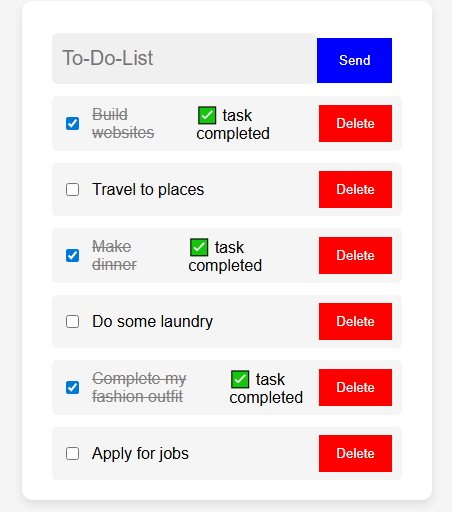 To-Do-List
Send
Build
websites
✅ task
completed
Delete
Travel to places
Delete
Make
dinner
✅ task
completed
Delete
Do some laundry
Delete
Complete my
fashion outfit
✅ task
completed
Delete
Apply for jobs
Delete